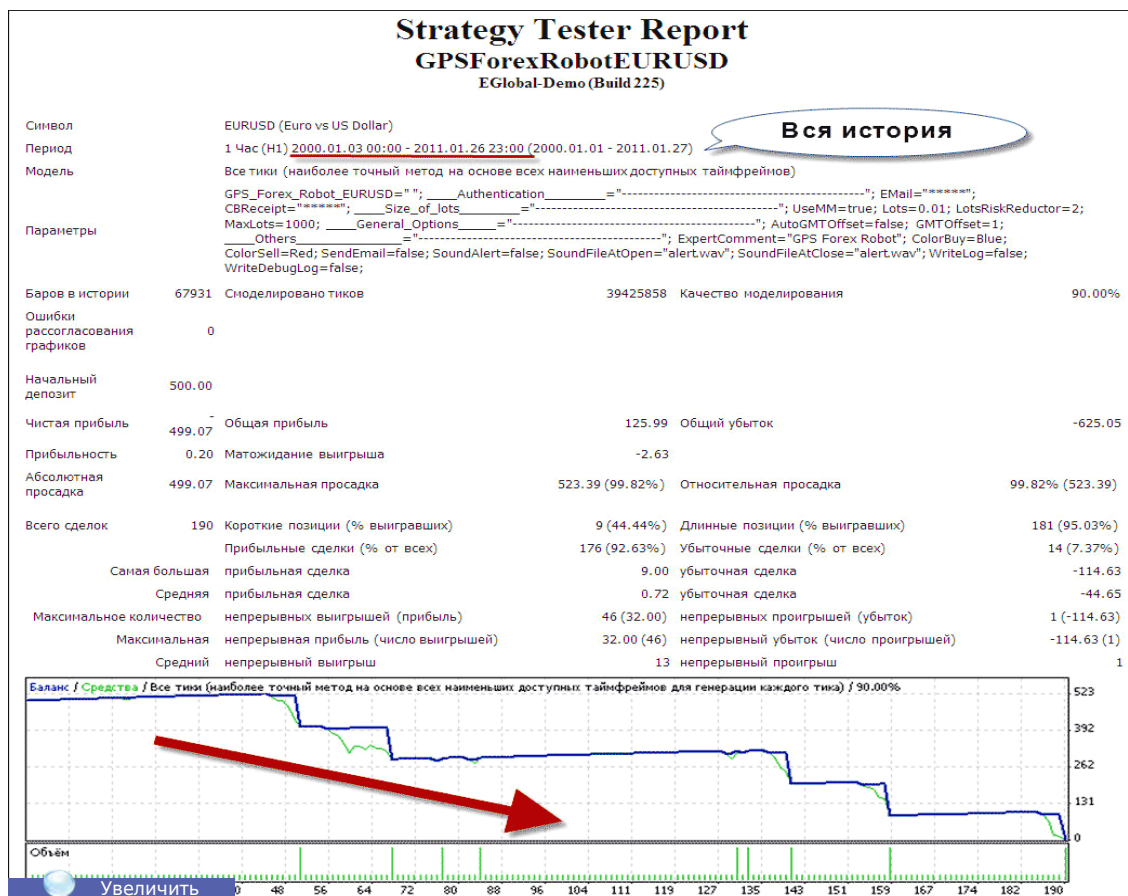 Strategy Tester Report
GPSForexRobotEURUSD
EGlobal-Demo (Build 225)
Символ EURUSD (Euro vs US Dollar)
Вся история
Период 1 Час (H1) 2000.01.03 00:00 - 2011.01.26 23:00 (2000.01.01 - 2011.01.27)
Модель Все тики (наиболее точный метод на основе всех наименьших доступных таймфреймов)
Параметры GPS_Forex_Robot_EURUSD=" "; ____Authentication_________="-------------------------------------------"; EMail="*****";
CBReceipt="*****"; ____Size_of_lots_________="-------------------------------------------"; UseMM=true; Lots=0.01; LotsRiskReductor=2;
MaxLots=1000; ____General_Options______="-------------------------------------------"; AutoGMTOffset=false; GMTOffset=1;
____Others_______________="-------------------------------------------"; ExpertComment="GPS Forex Robot"; ColorBuy=Blue;
ColorSell=Red; SendEmail=false; SoundAlert=false; SoundFileAtOpen="alert.wav"; SoundFileAtClose="alert.wav"; WriteLog=false;
WriteDebugLog=false;
Баров в истории 67931 Смоделировано тиков 39425858 Качество моделирования 90.00%
Ошибки
рассогласования 0
графиков
Начальный
депозит 500.00
Чистая прибыль -499.07 Общая прибыль 125.99 Общий убыток -625.05
Прибыльность 0.20 Матожидание выигрыша -2.63
Абсолютная
просадка 499.07 Максимальная просадка 523.39 (99.82%) Относительная просадка 99.82% (523.39)
Всего сделок 190 Короткие позиции (% выигравших) 9 (44.44%) Длинные позиции (% выигравших) 181 (95.03%)
Прибыльные сделки (% от всех) 176 (92.63%) Убыточные сделки (% от всех) 14 (7.37%)
Самая большая прибыльная сделка 9.00 убыточная сделка -114.63
Средняя прибыльная сделка 0.72 убыточная сделка -44.65
Максимальное количество непрерывных выигрышей (прибыль) 46 (32.00) непрерывных проигрышей (убыток) 1 (-114.63)
Максимальная непрерывная прибыль (число выигрышей) 32.00 (46) непрерывный убыток (число проигрышей) -114.63 (1)
Средний непрерывный выигрыш 13 непрерывный проигрыш 1
Баланс / Средства / Все тики (наиболее точный метод на основе всех наименьших доступных таймфреймов для генерации каждого тика) / 90.00%
523
392
262
131
0
Объём
48 56 64 72 80 88 96 104 111 119 127 135 143 151 159 167 174 182 190
Увеличить